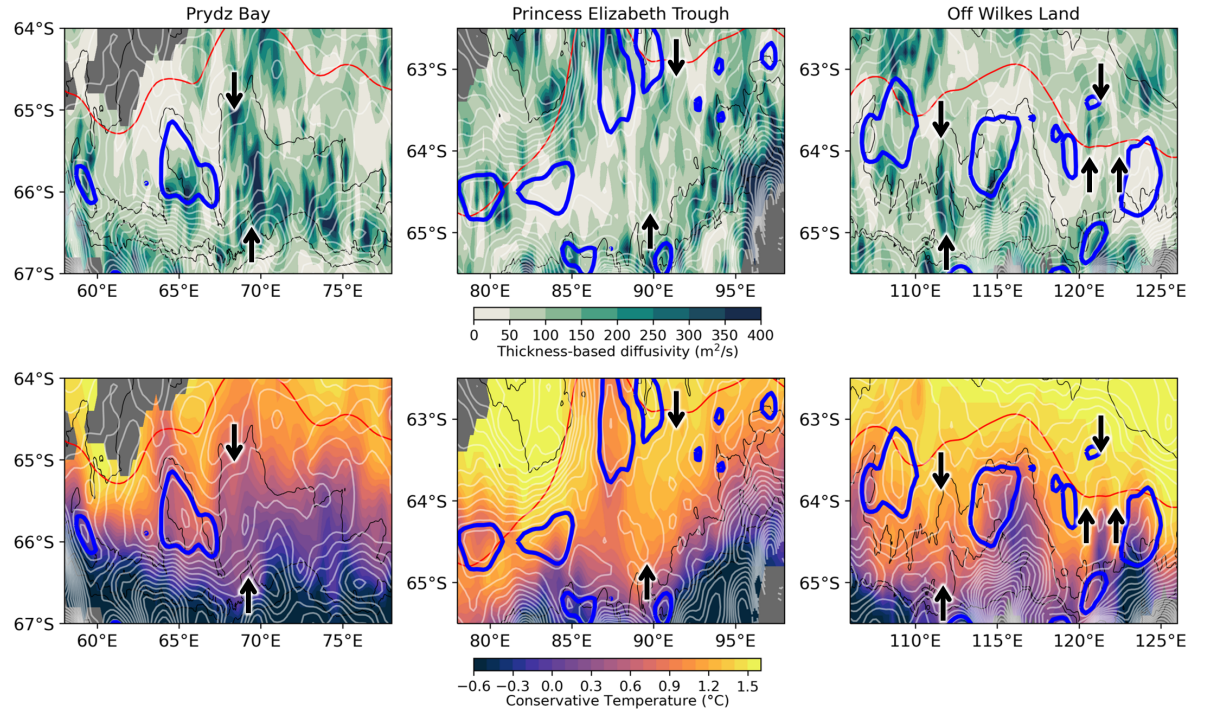 Prydz Bay
Princess Elizabeth Trough
Off Wilkes Land
64°S
65°S
66°S
67°S
60°E 65°E 70°E 75°E
63°S
64°S
65°S
80°E 85°E 90°E 95°E
63°S
64°S
65°S
110°E 115°E 120°E 125°E
0 50 100 150 200 250 300 350 400
Thickness-based diffusivity (m²/s)
64°S
65°S
66°S
67°S
60°E 65°E 70°E 75°E
63°S
64°S
65°S
80°E 85°E 90°E 95°E
63°S
64°S
65°S
110°E 115°E 120°E 125°E
−0.6 −0.3 0.0 0.3 0.6 0.9 1.2 1.5
Conservative Temperature (°C)